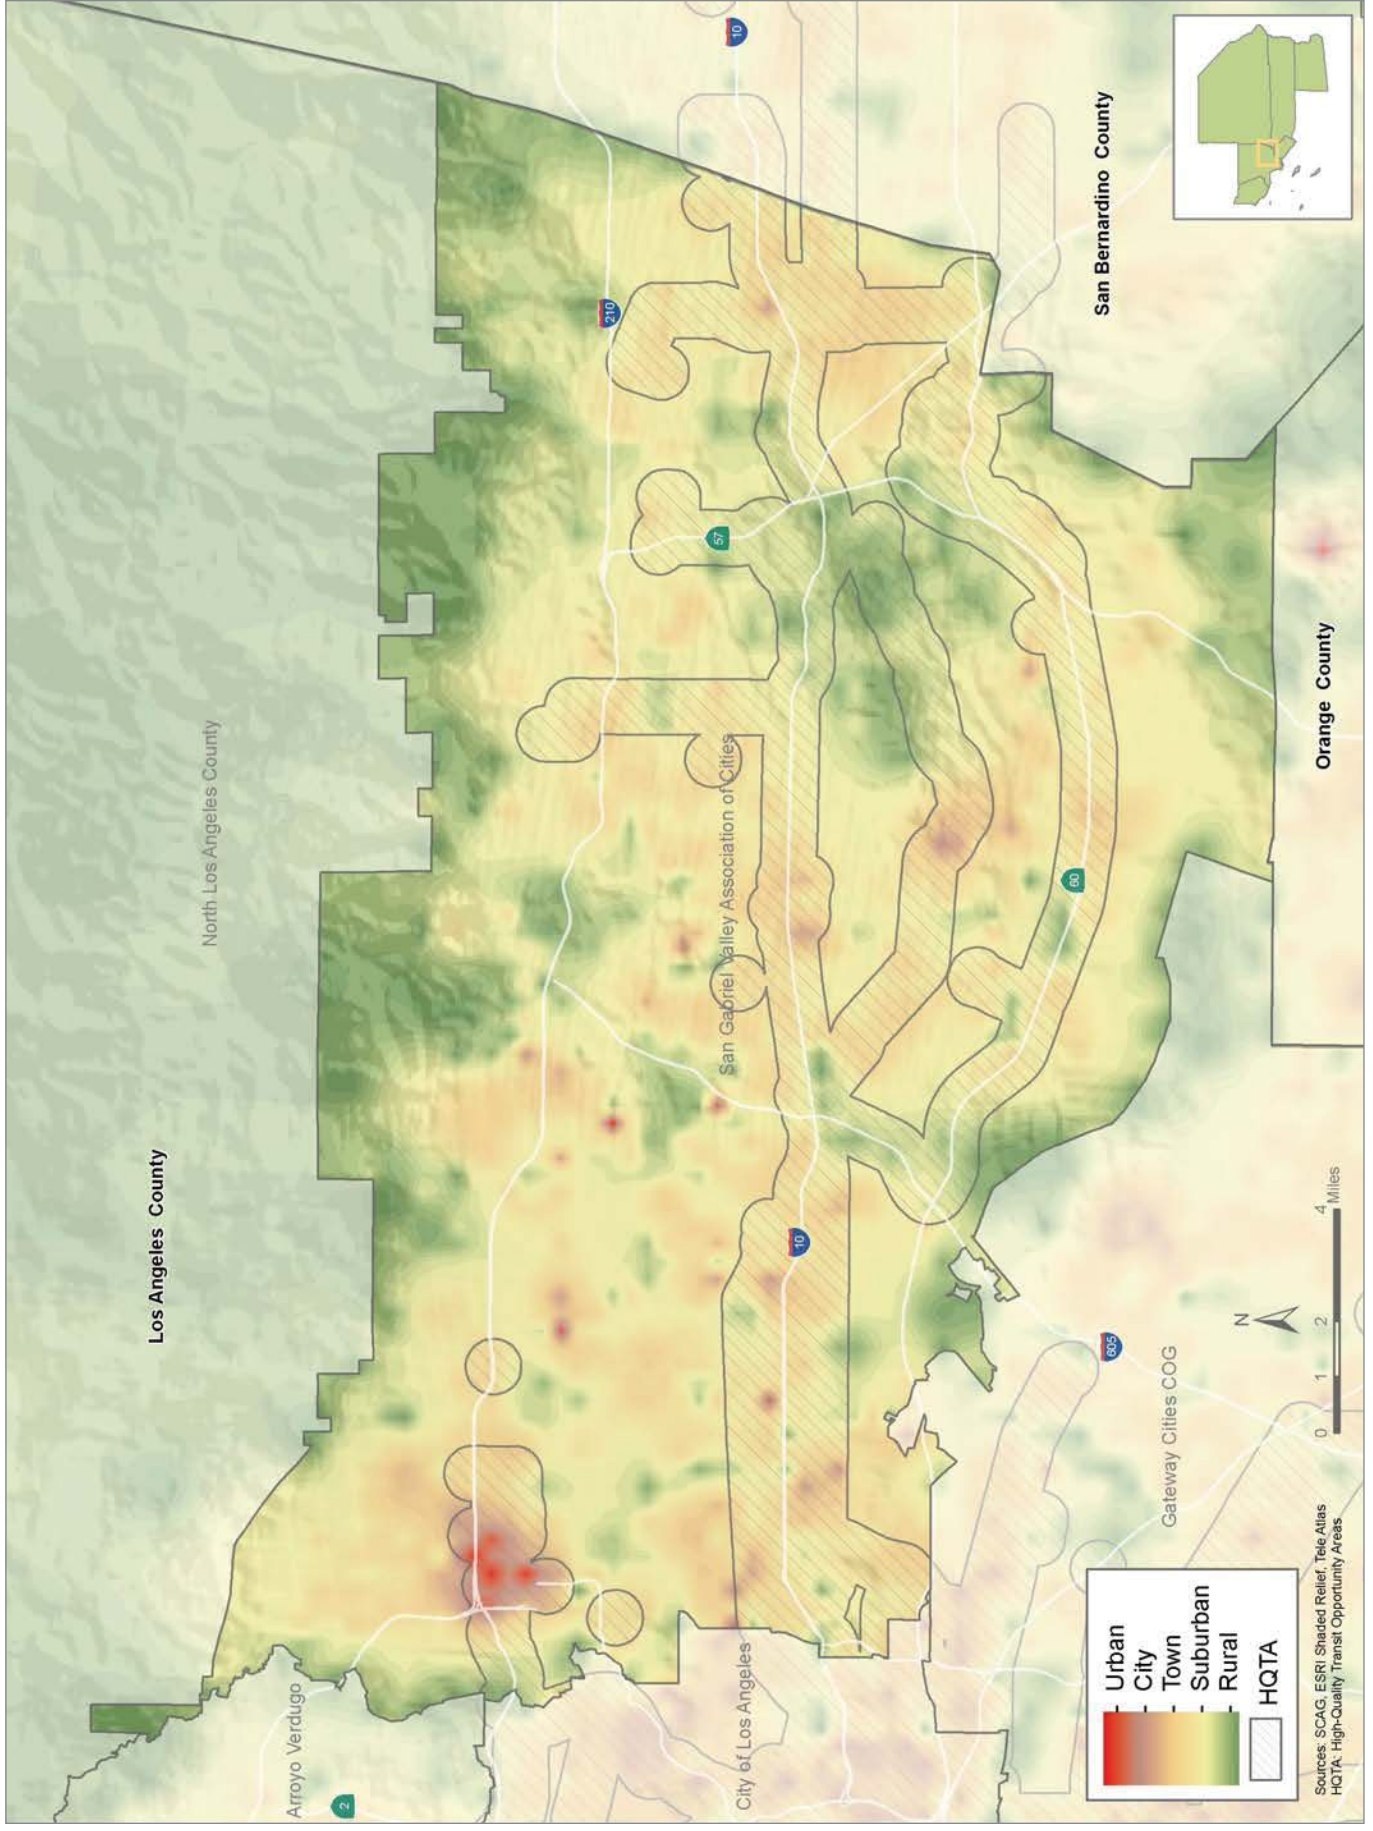 Los Angeles County
North Los Angeles County
Arroyo Verdugo
2
210
57
10
San Gabriel Valley Association of Cities
City of Los Angeles
10
60
San Bernardino County
605
Gateway Cities COG
Orange County
Urban
City
Town
Suburban
Rural
HQTA
N
0 1 2 4
Miles
Sources: SCAG, ESRI Shaded Relief, Tele Atlas
HQTA: High-Quality Transit Opportunity Areas